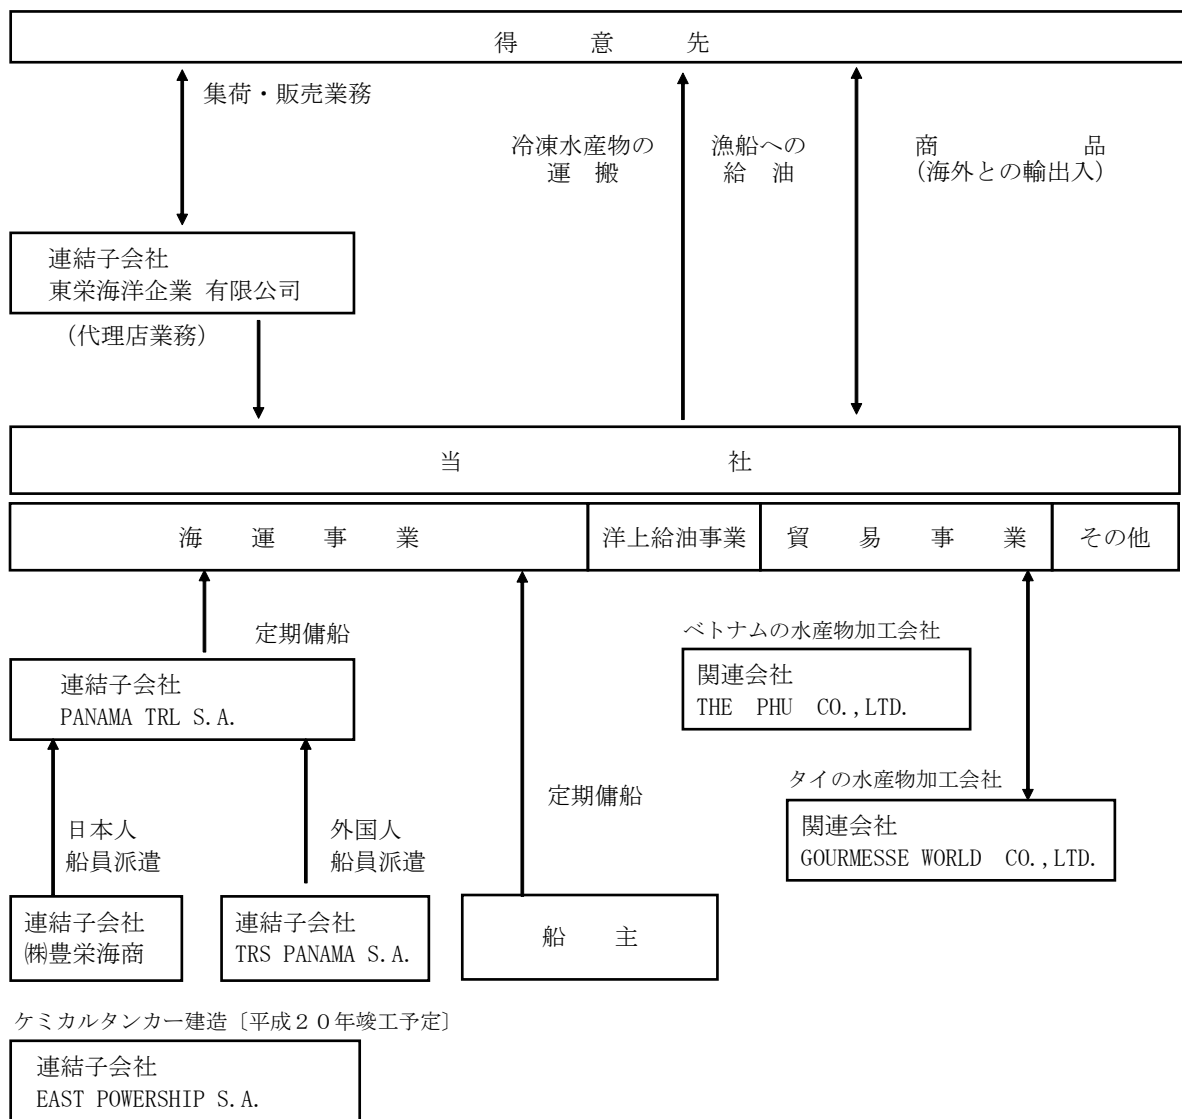 得　意　先
集荷・販売業務
冷凍水産物の
運　搬
漁船への
給　油
商　品
(海外との輸出入)
連結子会社
東栄海洋企業 有限公司
(代理店業務)
当　社
海　運　事　業
洋上給油事業
貿　易　事　業
その他
定期傭船
連結子会社
PANAMA TRL S.A.
ベトナムの水産物加工会社
関連会社
THE PHU CO.,LTD.
タイの水産物加工会社
関連会社
GOURMESSE WORLD CO.,LTD.
定期傭船
日本人
船員派遣
外国人
船員派遣
連結子会社
㈱豊栄海商
連結子会社
TRS PANAMA S.A.
船　主
ケミカルタンカー建造〔平成２０年竣工予定〕
連結子会社
EAST POWERSHIP S.A.